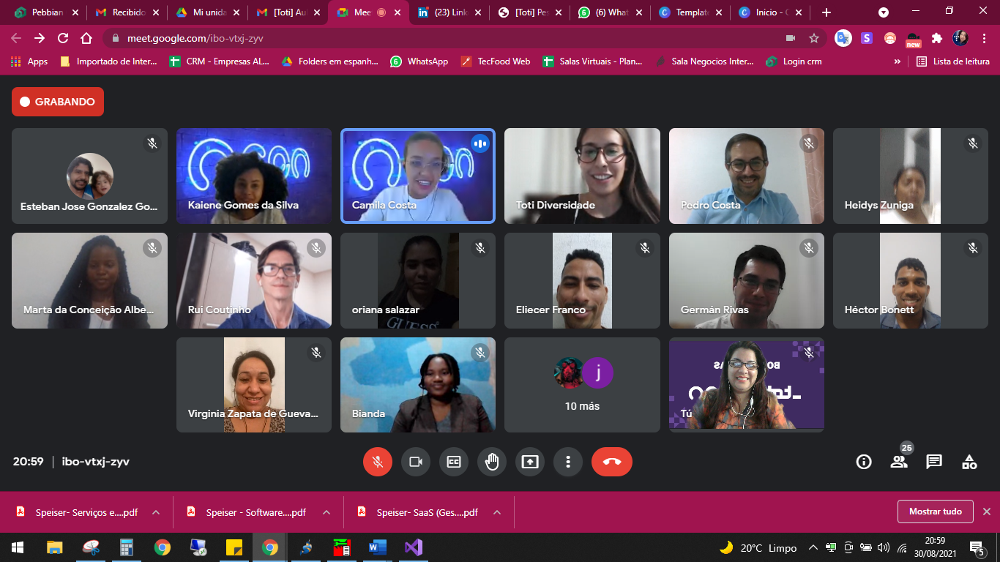 Pebbian
Recibido
Mi unida
[Toti] Au
Mee
(23) Link
[Toti] Pe
(6) What
Template
Inicio - C
meet.google.com/ibo-vtxj-zyv
new
Apps
Importado de Inter...
CRM - Empresas AL...
Folders em espanh...
WhatsApp
TecFood Web
Salas Virtuais - Plan...
Sala Negocios Inter...
Login crm
»
Lista de leitura
GRABANDO
Esteban Jose Gonzalez Go...
Kaiene Gomes da Silva
Camila Costa
Toti Diversidade
Pedro Costa
Heidys Zuniga
Marta da Conceição Albe...
Rui Coutinho
oriana salazar
GUESS
Eliecer Franco
Germán Rivas
Héctor Bonett
Virginia Zapata de Gueva...
Bianda
j
10 más
Tú
20:59 | ibo-vtxj-zyv
25
Speiser- Serviços e....pdf
Speiser - Software....pdf
Speiser- SaaS (Ges....pdf
Mostrar tudo
20°C Limpo
20:59
30/08/2021
5